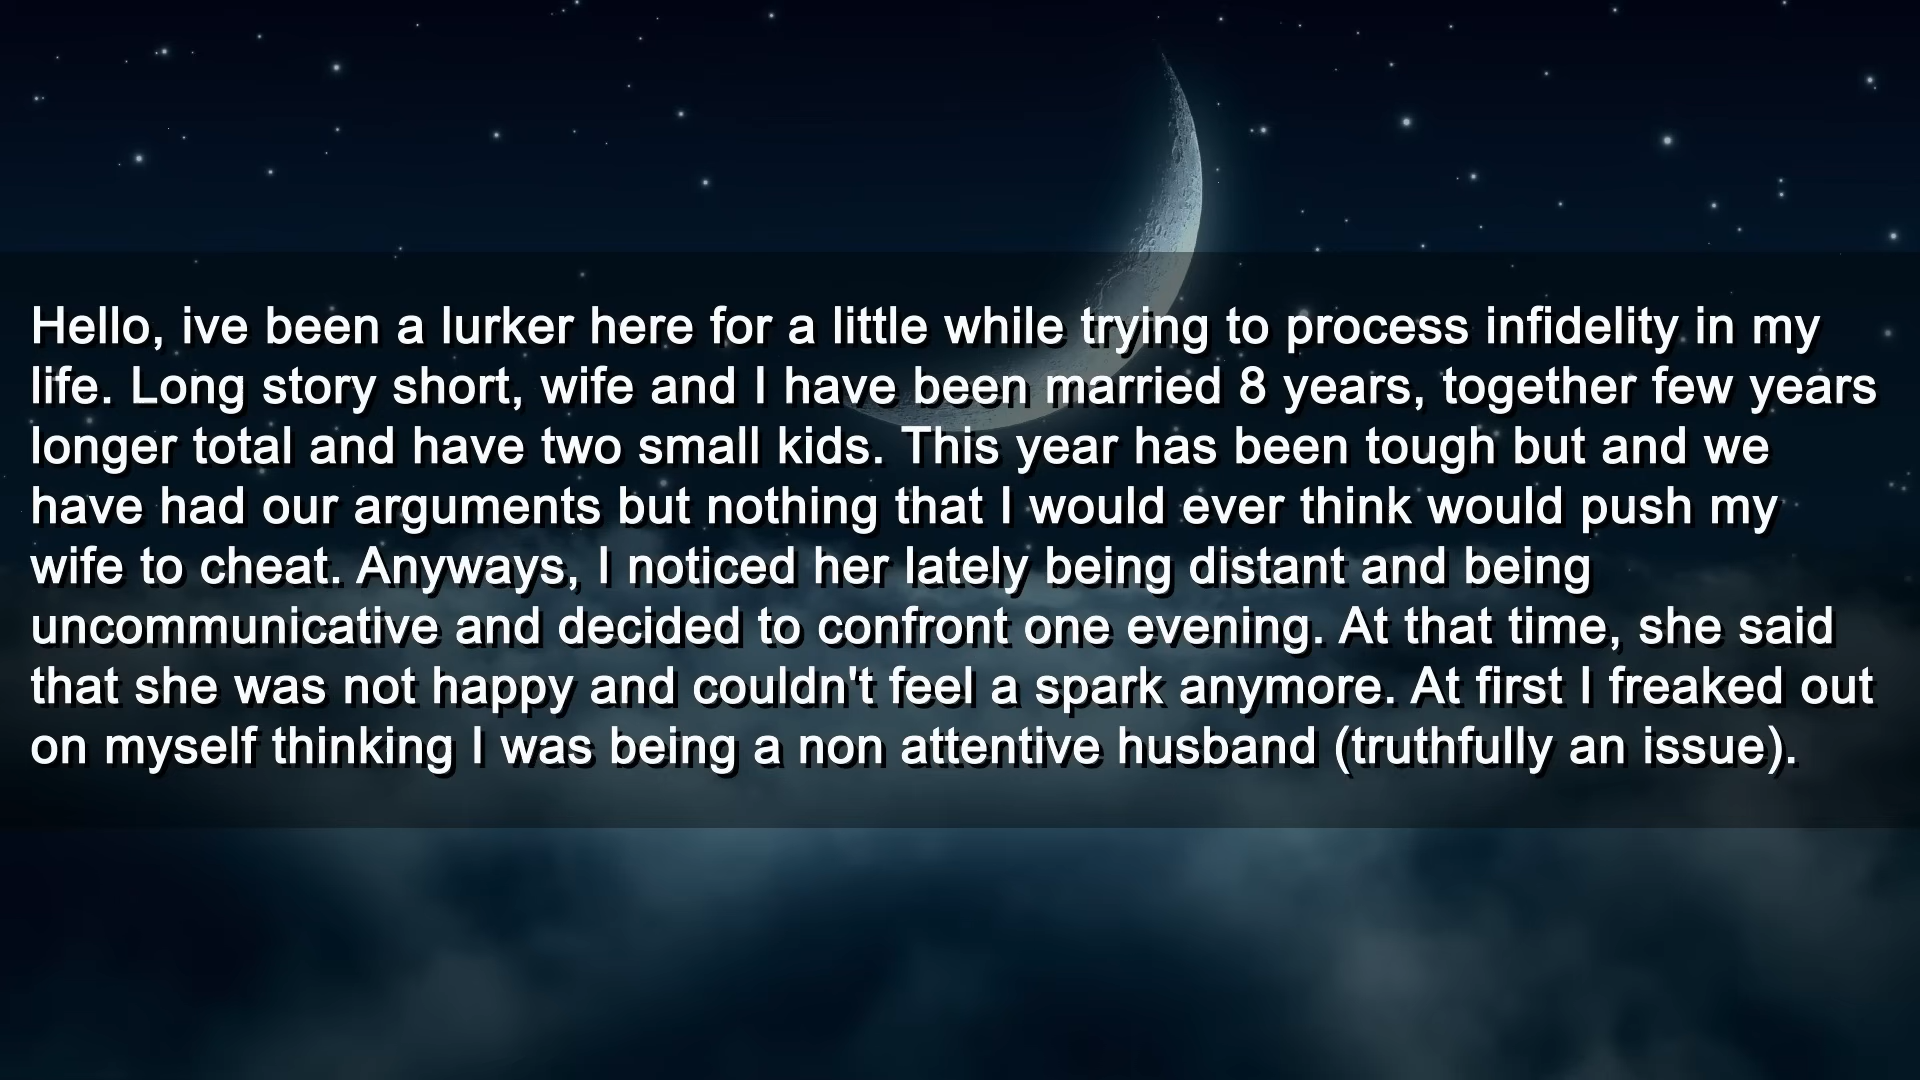 Hello, ive been a lurker here for a little while trying to process infidelity in my
life. Long story short, wife and I have been married 8 years, together few years
longer total and have two small kids. This year has been tough but and we
have had our arguments but nothing that I would ever think would push my
wife to cheat. Anyways, I noticed her lately being distant and being
uncommunicative and decided to confront one evening. At that time, she said
that she was not happy and couldn't feel a spark anymore. At first I freaked out
on myself thinking I was being a non attentive husband (truthfully an issue).